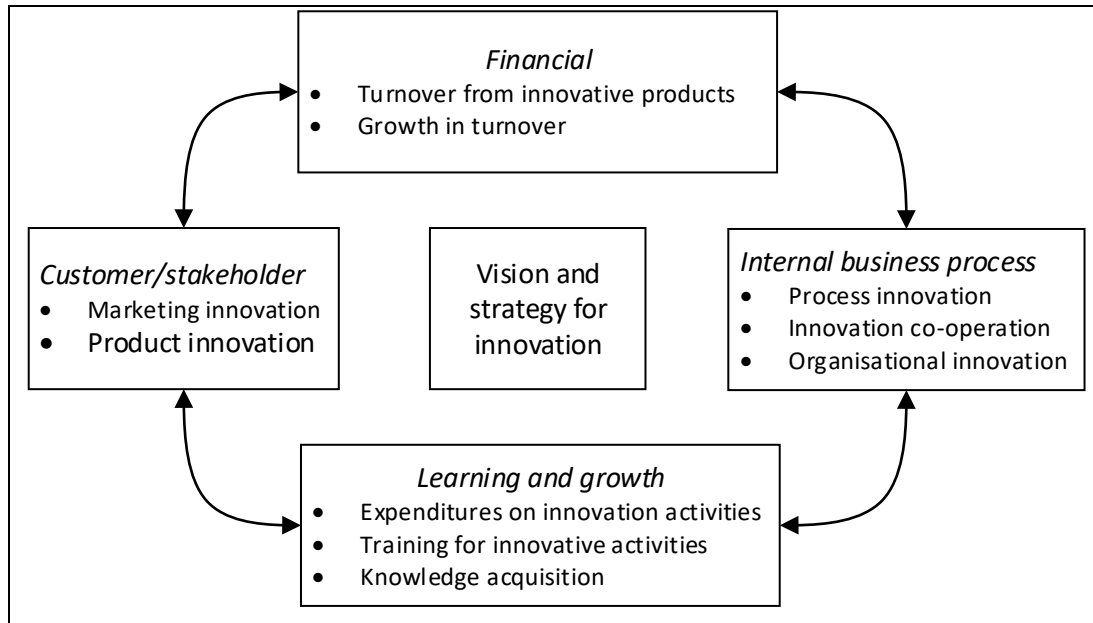 Financial
• Turnover from innovative products
• Growth in turnover
Customer/stakeholder
• Marketing innovation
• Product innovation
Vision and
strategy for
innovation
Internal business process
• Process innovation
• Innovation co-operation
• Organisational innovation
Learning and growth
• Expenditures on innovation activities
• Training for innovative activities
• Knowledge acquisition